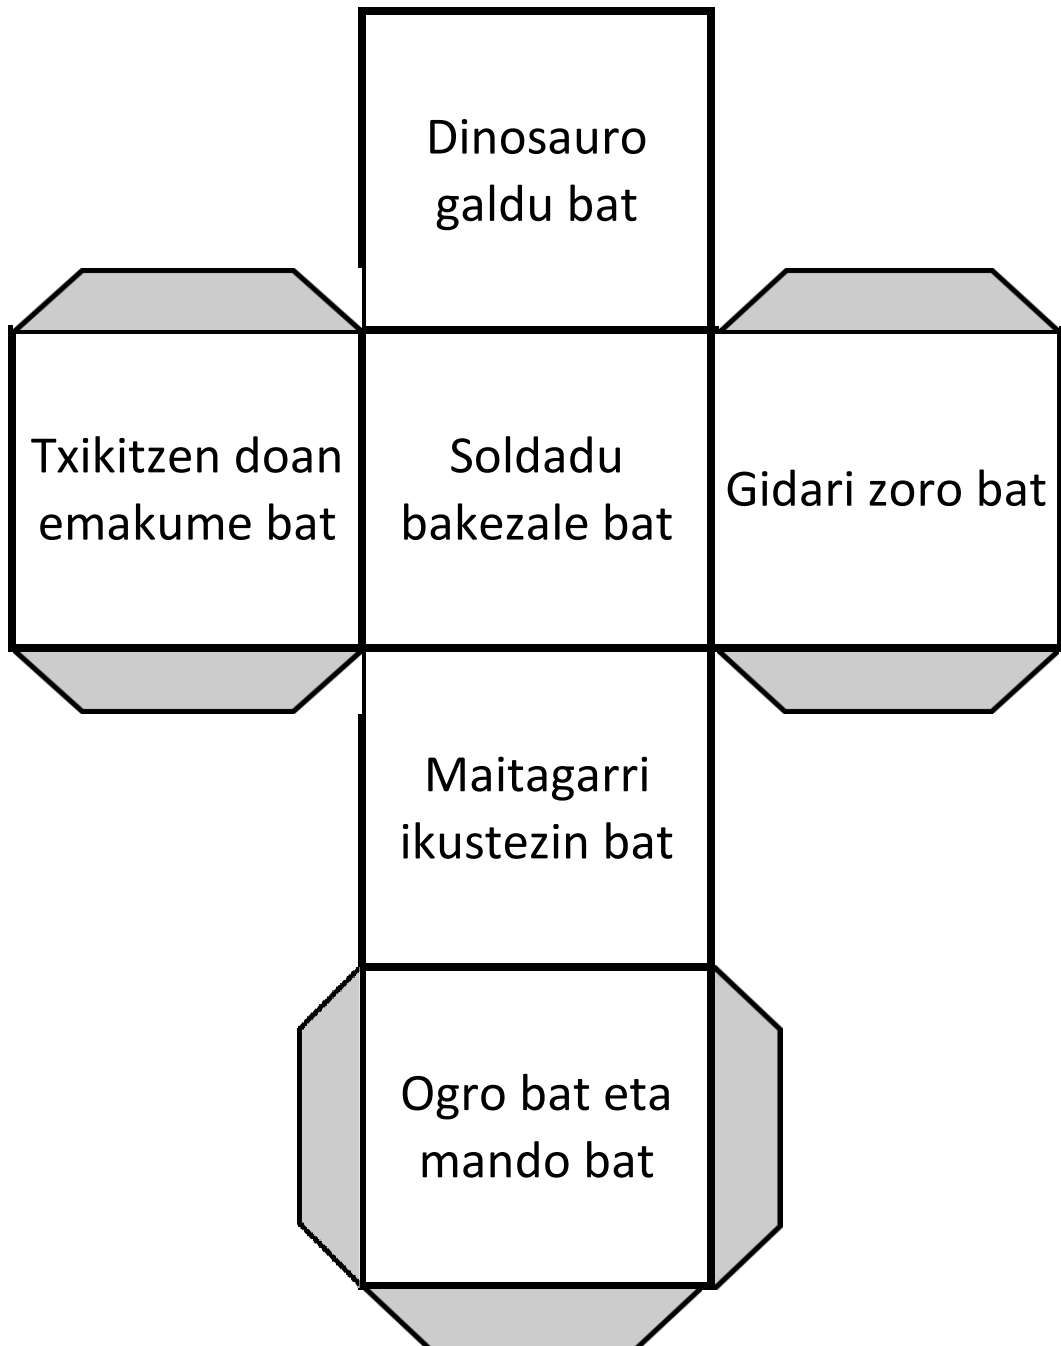 Dinosauro
galdu bat
Txikitzen doan
emakume bat
Soldadu
bakezale bat
Gidari zoro bat
Maitagarri
ikustezin bat
Ogro bat eta
mando bat